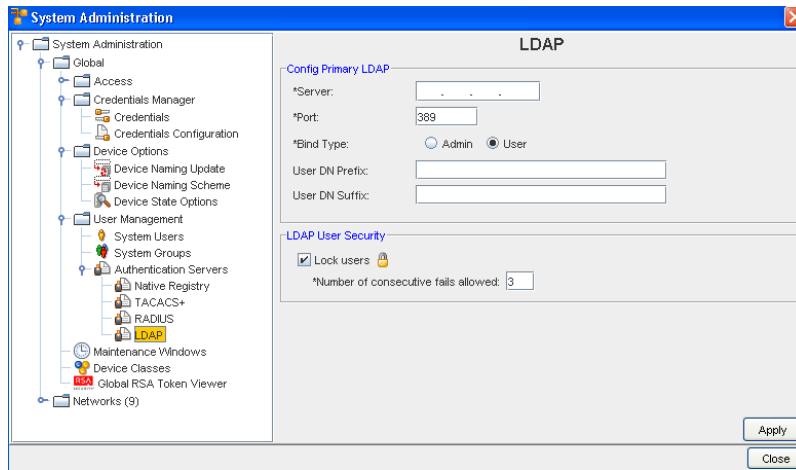 System Administration
System Administration
Global
Access
Credentials Manager
Credentials
Credentials Configuration
Device Options
Device Naming Update
Device Naming Scheme
Device State Options
User Management
System Users
System Groups
Authentication Servers
Native Registry
TACACS+
RADIUS
LDAP
Maintenance Windows
Device Classes
RSA Global RSA Token Viewer
Networks (9)
LDAP
Config Primary LDAP
*Server: . . .
*Port: 389
*Bind Type: Admin User
User DN Prefix:
User DN Suffix:
LDAP User Security
Lock users
*Number of consecutive fails allowed: 3
Apply
Close